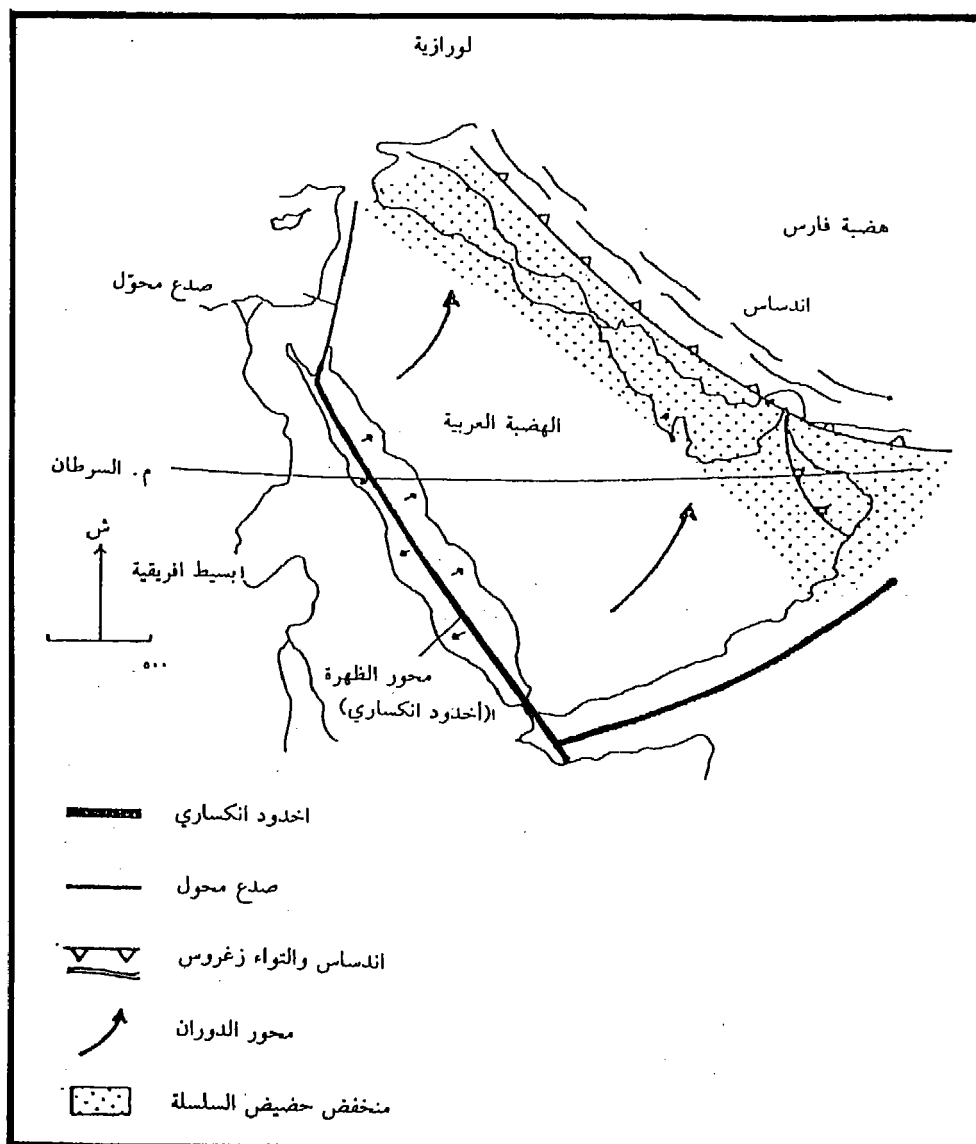 لورازية
هضبة فارس
صدع محوّل
اندساس
الهضبة العربية
م. السرطان
ش
بسيط افريقية
٥٠٠
محور الظهرة
(أخدود انكساري)
اخدود انكساري
صدع محول
اندساس والتواء زغروس
محور الدوران
منخفض حضيض السلسلة